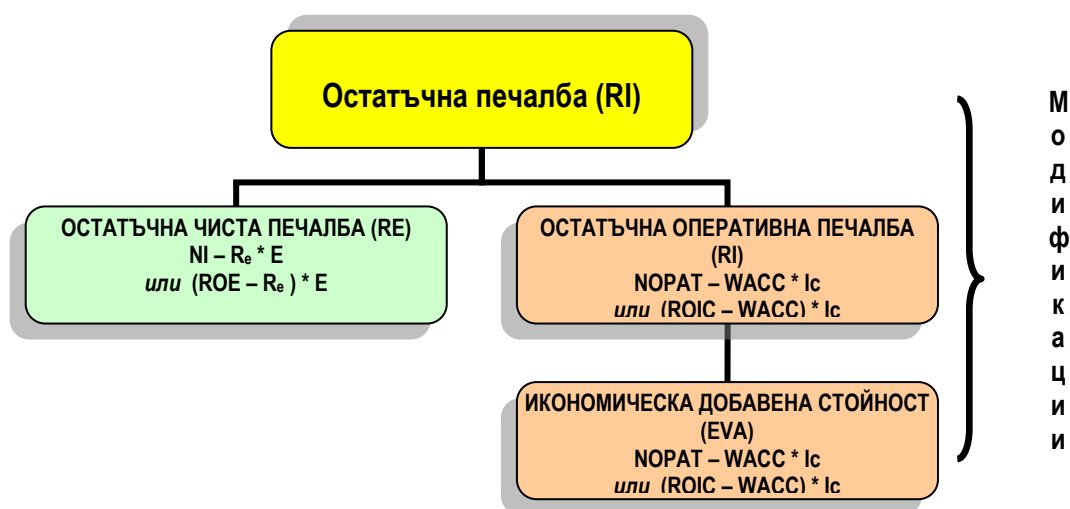 Остатъчна печалба (RI)
ОСТАТЪЧНА ЧИСТА ПЕЧАЛБА (RE)
NI – Re * E
или (ROE – Re ) * E
ОСТАТЪЧНА ОПЕРАТИВНА ПЕЧАЛБА
(RI)
NOPAT – WACC * Ic
или (ROIC – WACC) * Ic
ИКОНОМИЧЕСКА ДОБАВЕНА СТОЙНОСТ
(EVA)
NOPAT – WACC * Ic
или (ROIC – WACC) * Ic
Модификации